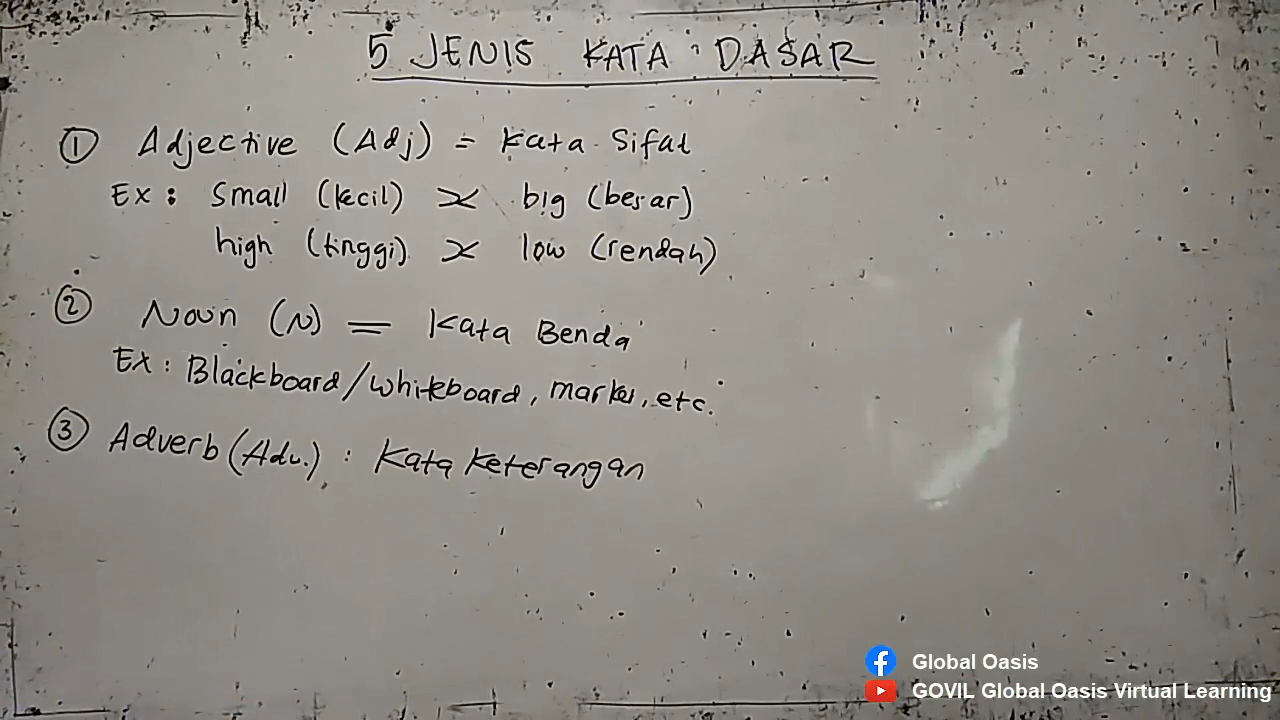 5 JENIS KATA DASAR
① Adjective (Adj) = Kata Sifat
Ex : Small (kecil) >< big (besar)
high (tinggi) >< low (rendah)
② Noun (N) = Kata Benda
Ex : Blackboard/whiteboard, marker, etc.
③ Adverb (Adv.) : Kata Keterangan
Global Oasis
GOVIL Global Oasis Virtual Learning